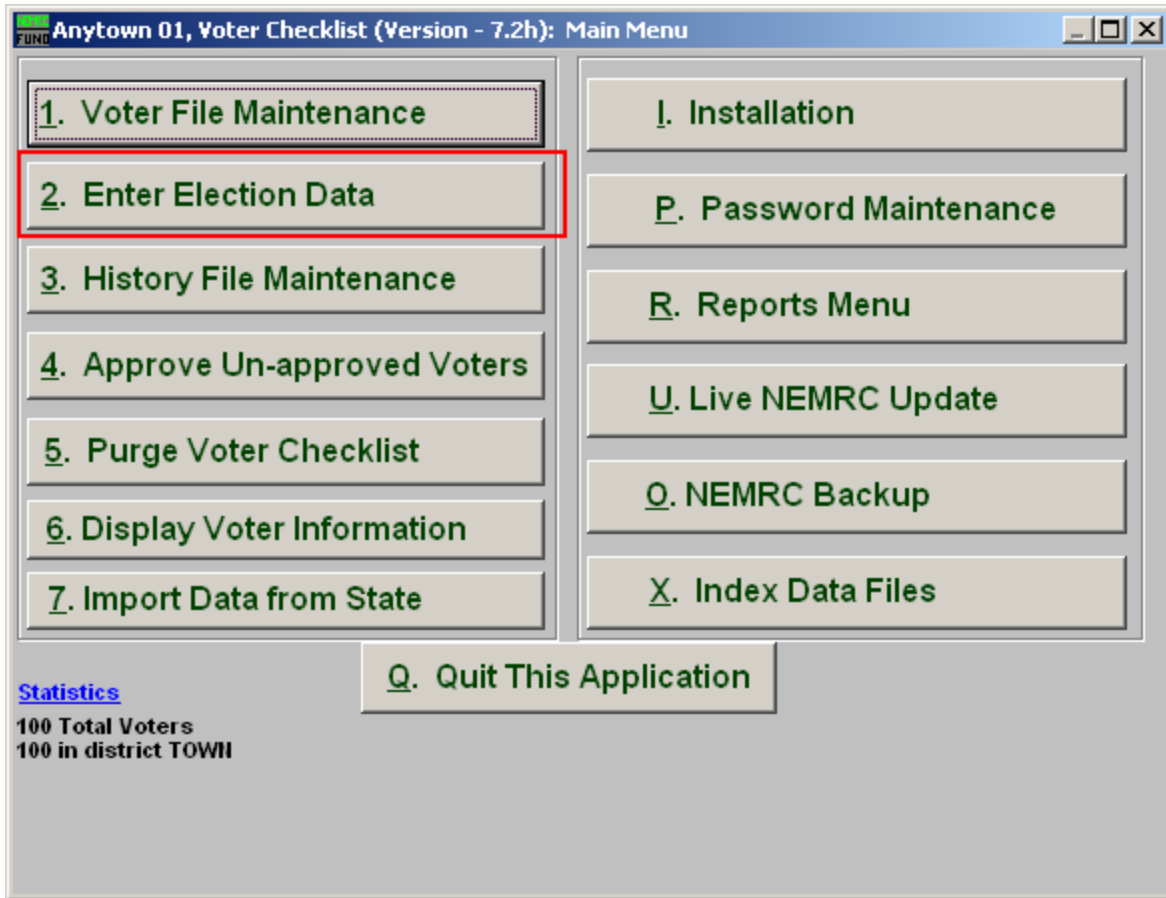 NEMRC
FUND
Anytown 01, Voter Checklist (Version - 7.2h): Main Menu
1. Voter File Maintenance
2. Enter Election Data
3. History File Maintenance
4. Approve Un-approved Voters
5. Purge Voter Checklist
6. Display Voter Information
7. Import Data from State
I. Installation
P. Password Maintenance
R. Reports Menu
U. Live NEMRC Update
O. NEMRC Backup
X. Index Data Files
Q. Quit This Application
Statistics
100 Total Voters
100 in district TOWN